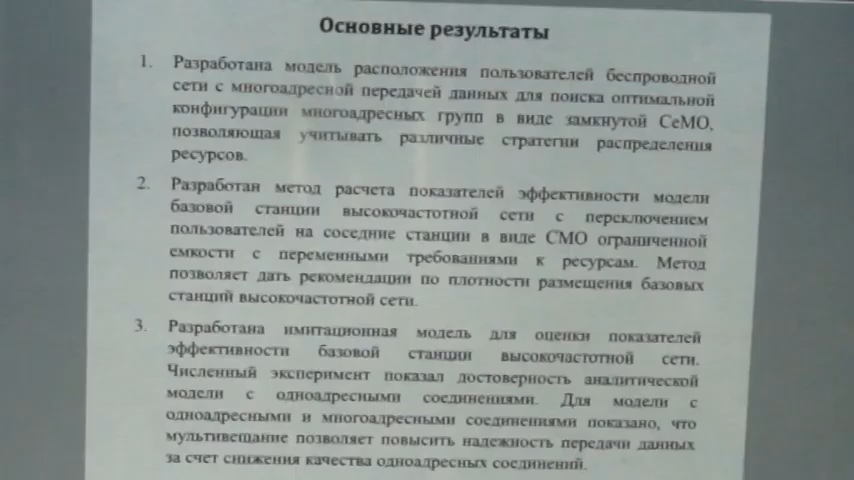 Основные результаты
1. Разработана модель расположения пользователей беспроводной
сети с многоадресной передачей данных для поиска оптимальной
конфигурации многоадресных групп в виде замкнутой СеМО,
позволяющая учитывать различные стратегии распределения
ресурсов.
2. Разработан метод расчета показателей эффективности модели
базовой станции высокочастотной сети с переключением
пользователей на соседние станции в виде СМО ограниченной
емкости с переменными требованиями к ресурсам. Метод
позволяет дать рекомендации по плотности размещения базовых
станций высокочастотной сети.
3. Разработана имитационная модель для оценки показателей
эффективности базовой станции высокочастотной сети.
Численный эксперимент показал достоверность аналитической
модели с одноадресными соединениями. Для модели с
одноадресными и многоадресными соединениями показано, что
мультивещание позволяет повысить надежность передачи данных
за счет снижения качества одноадресных соединений.